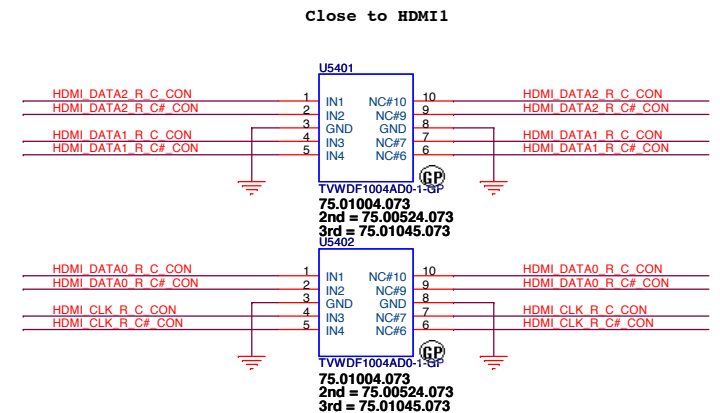 Close to HDMI1
U5401
HDMI_DATA2_R_C_CON 1 IN1 NC#10 10 HDMI_DATA2_R_C_CON
HDMI_DATA2_R_C#_CON 2 IN2 NC#9 9 HDMI_DATA2_R_C#_CON
3 GND GND 8
HDMI_DATA1_R_C_CON 4 IN3 NC#7 7 HDMI_DATA1_R_C_CON
HDMI_DATA1_R_C#_CON 5 IN4 NC#6 6 HDMI_DATA1_R_C#_CON
GP
TVWDF1004AD0-1-GP
75.01004.073
2nd = 75.00524.073
3rd = 75.01045.073
U5402
HDMI_DATA0_R_C_CON 1 IN1 NC#10 10 HDMI_DATA0_R_C_CON
HDMI_DATA0_R_C#_CON 2 IN2 NC#9 9 HDMI_DATA0_R_C#_CON
3 GND GND 8
HDMI_CLK_R_C_CON 4 IN3 NC#7 7 HDMI_CLK_R_C_CON
HDMI_CLK_R_C#_CON 5 IN4 NC#6 6 HDMI_CLK_R_C#_CON
GP
TVWDF1004AD0-1-GP
75.01004.073
2nd = 75.00524.073
3rd = 75.01045.073